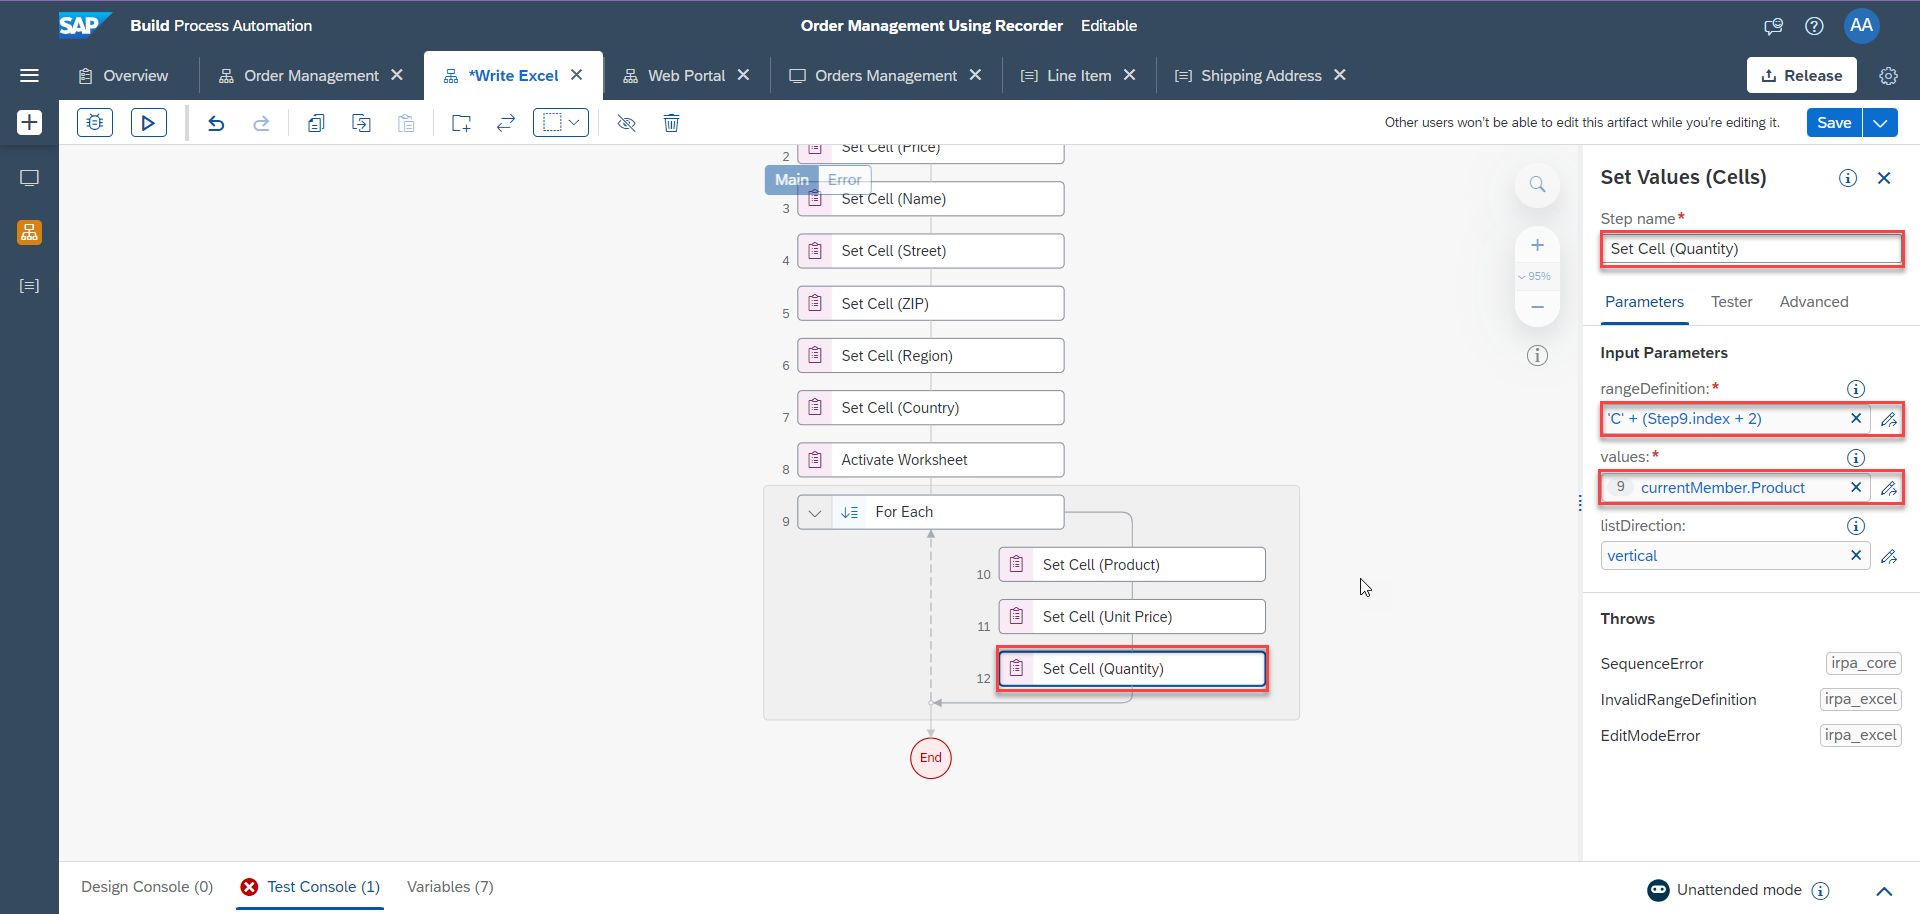 SAP Build Process Automation
Order Management Using Recorder Editable
AA
Overview
Order Management
*Write Excel
Web Portal
Orders Management
Line Item
Shipping Address
Release
Other users won't be able to edit this artifact while you're editing it.
Save
2 Set Cell (Price)
Main Error
3 Set Cell (Name)
4 Set Cell (Street)
5 Set Cell (ZIP)
6 Set Cell (Region)
7 Set Cell (Country)
8 Activate Worksheet
9 For Each
10 Set Cell (Product)
11 Set Cell (Unit Price)
12 Set Cell (Quantity)
End
95%
Set Values (Cells)
Step name*
Set Cell (Quantity)
Parameters Tester Advanced
Input Parameters
rangeDefinition:*
'C' + (Step9.index + 2)
values:*
9 currentMember.Product
listDirection:
vertical
Throws
SequenceError irpa_core
InvalidRangeDefinition irpa_excel
EditModeError irpa_excel
Design Console (0) Test Console (1) Variables (7)
Unattended mode